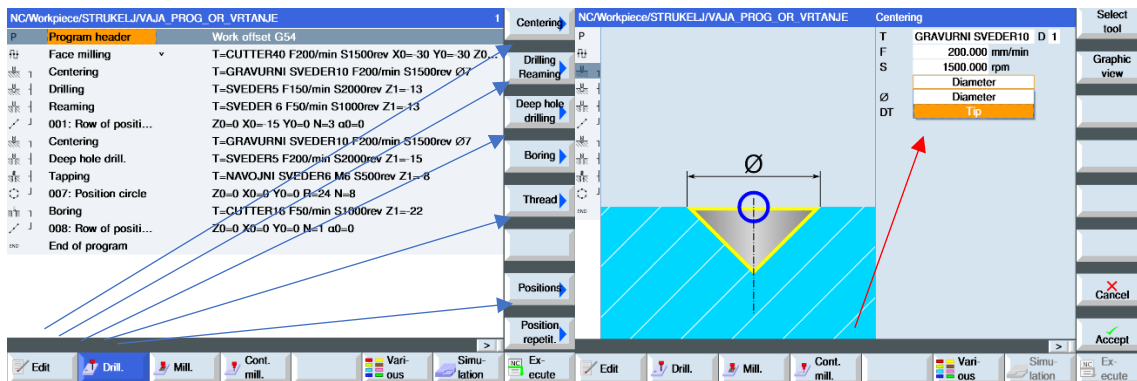 NC/Workpiece/STRUKELJ/VAJA_PROG_OR_VRTANJE 1
P Program header Work offset G54
Face milling T=CUTTER40 F200/min S1500rev X0=-30 Y0=-30 Z0...
Centering T=GRAVURNI SVEDER10 F200/min S1500rev Ø7
Drilling T=SVEDER5 F150/min S2000rev Z1=-13
Reaming T=SVEDER 6 F50/min S1000rev Z1=-13
001: Row of positi... Z0=0 X0=-15 Y0=0 N=3 α0=0
Centering T=GRAVURNI SVEDER10 F200/min S1500rev Ø7
Deep hole drill. T=SVEDER5 F200/min S2000rev Z1=-15
Tapping T=NAVOJNI SVEDER6 M6 S500rev Z1=-8
007: Position circle Z0=0 X0=0 Y0=0 R=24 N=8
Boring T=CUTTER16 F50/min S1000rev Z1=-22
008: Row of positi... Z0=0 X0=0 Y0=0 N=1 α0=0
END End of program
Centering
Drilling
Reaming
Deep hole
drilling
Boring
Thread
Positions
Position
repetit.
>
Edit
Drill.
Mill.
Cont.
mill.
Vari-
ous
Simu-
lation
NC Ex-
ecute
NC/Workpiece/STRUKELJ/VAJA_PROG_OR_VRTANJE
P
END
Ø
Centering
T GRAVURNI SVEDER10 D 1
F 200.000 mm/min
S 1500.000 rpm
Diameter
Ø Diameter
DT Tip
Select
tool
Graphic
view
Cancel
Accept
>
Edit
Drill.
Mill.
Cont.
mill.
Vari-
ous
Simu-
lation
NC Ex-
ecute